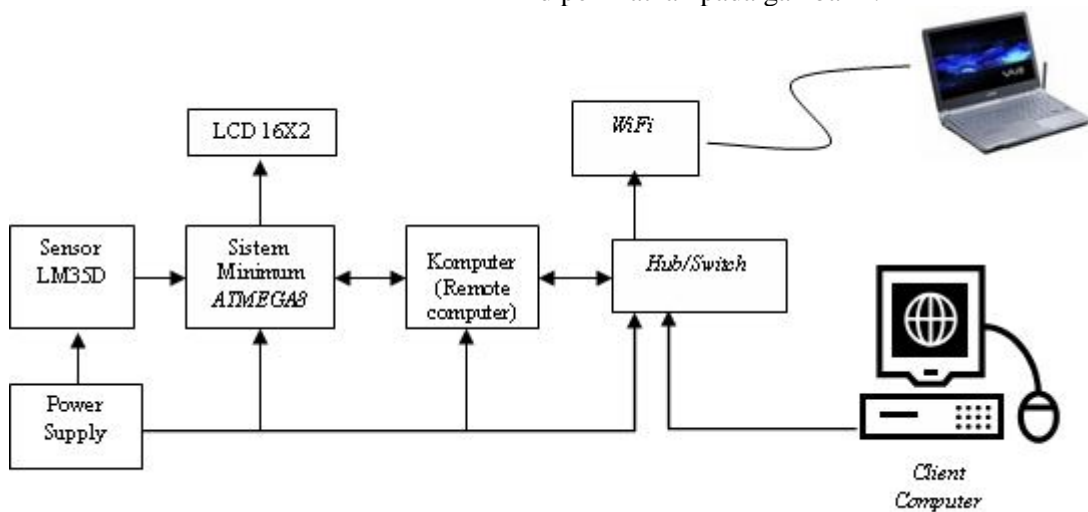 LCD 16X2
WiFi
Sensor
LM35D
Sistem
Minimum
ATMEGA8
Komputer
(Remote
computer)
Hub/Switch
Power
Supply
Client
Computer